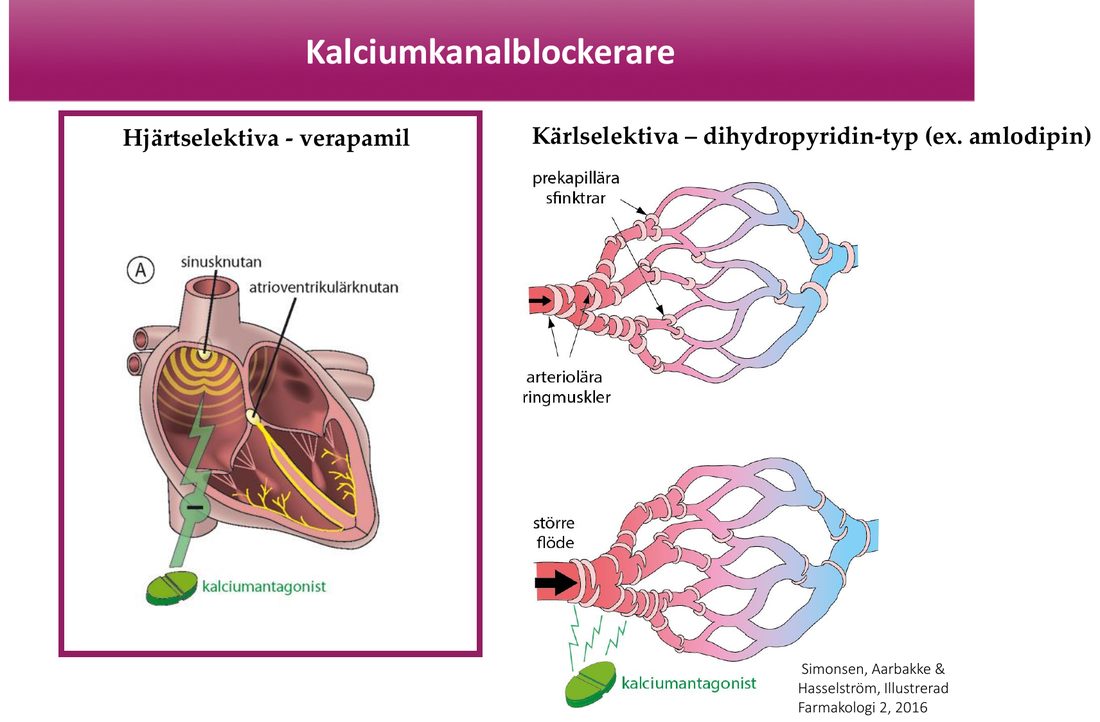 Kalciumkanalblockerare
Hjärtselektiva - verapamil
A
sinusknutan
atrioventrikulärknutan
kalciumantagonist
Kärlselektiva – dihydropyridin-typ (ex. amlodipin)
prekapillära
sfinktrar
arteriolära
ringmuskler
större
flöde
kalciumantagonist
Simonsen, Aarbakke &
Hasselström, Illustrerad
Farmakologi 2, 2016